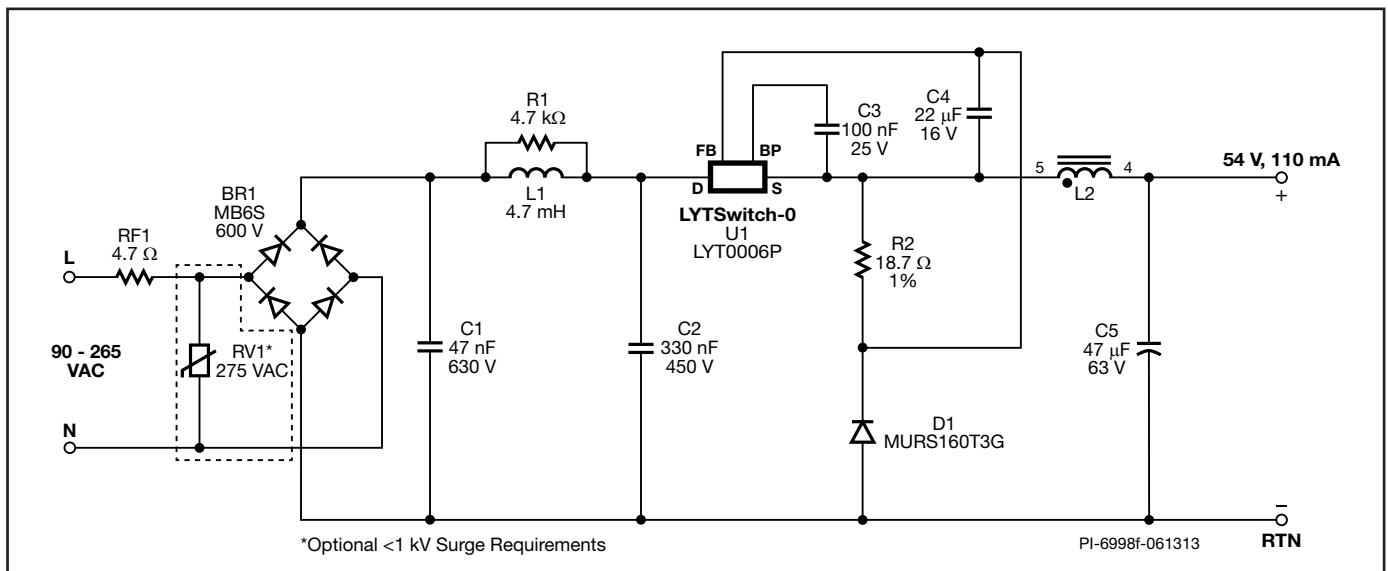 R1
4.7 kΩ
L1
4.7 mH
BR1
MB6S
600 V
RF1
4.7 Ω
L
90 - 265
VAC
N
RV1*
275 VAC
C1
47 nF
630 V
C2
330 nF
450 V
FB
BP
D
S
LYTSwitch-0
U1
LYT0006P
C3
100 nF
25 V
C4
22 µF
16 V
R2
18.7 Ω
1%
D1
MURS160T3G
5
4
L2
C5
47 µF
63 V
54 V, 110 mA
+
–
RTN
*Optional <1 kV Surge Requirements
PI-6998f-061313